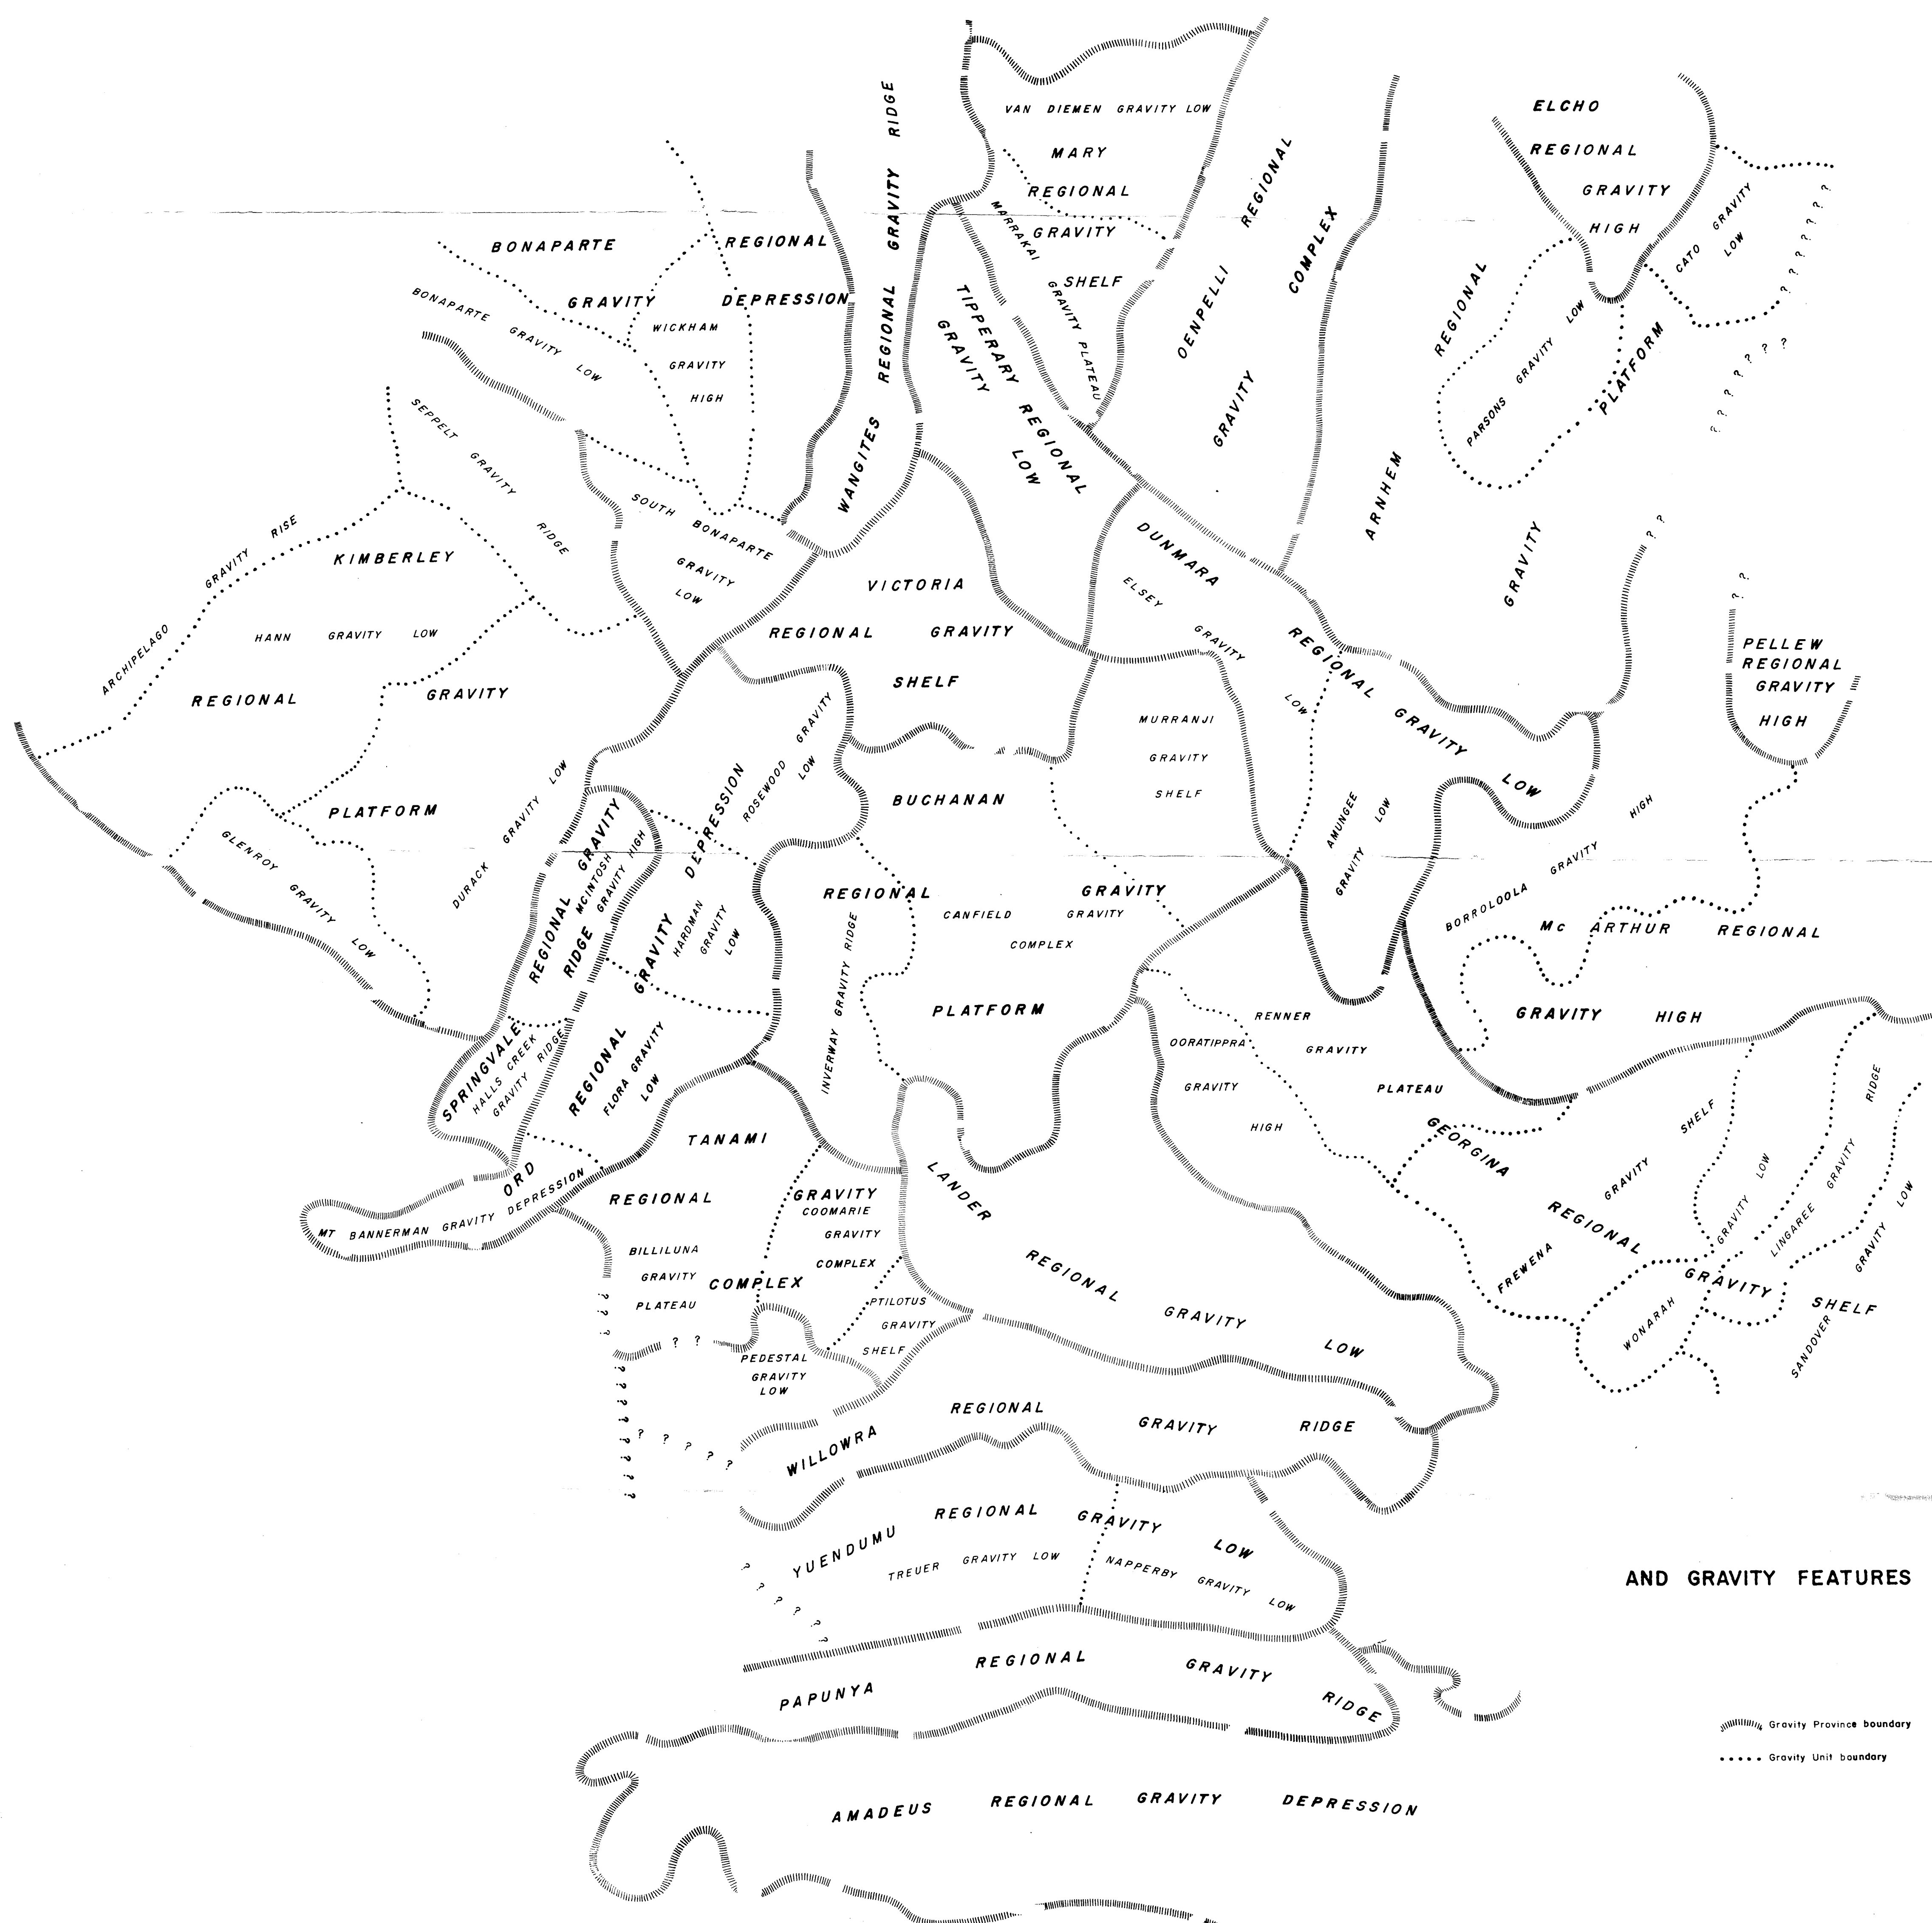 VAN DIEMEN GRAVITY LOW
MARY
REGIONAL
GRAVITY
SHELF
MARRAKAI
GRAVITY PLATEAU
ELCHO
REGIONAL
GRAVITY
HIGH
CATO GRAVITY
LOW
WANGITES REGIONAL GRAVITY RIDGE
OENPELLI REGIONAL
GRAVITY COMPLEX
BONAPARTE REGIONAL
GRAVITY DEPRESSION
BONAPARTE GRAVITY LOW
WICKHAM
GRAVITY
HIGH
TIPPERARY REGIONAL
GRAVITY LOW
ARNHEM REGIONAL
GRAVITY PLATFORM
PARSONS GRAVITY LOW
SEPPELT GRAVITY RIDGE
SOUTH BONAPARTE
GRAVITY
LOW
ARCHIPELAGO GRAVITY RISE
KIMBERLEY
REGIONAL GRAVITY
PLATFORM
HANN GRAVITY LOW
GLENROY GRAVITY LOW
DURACK GRAVITY LOW
VICTORIA
REGIONAL GRAVITY
SHELF
DUNMARA REGIONAL GRAVITY LOW
ELSEY GRAVITY LOW
PELLEW
REGIONAL
GRAVITY
HIGH
MURRANJI
GRAVITY
SHELF
AMUNGEE
GRAVITY LOW
ROSEWOOD GRAVITY
LOW
BUCHANAN
REGIONAL GRAVITY
PLATFORM
CANFIELD GRAVITY
COMPLEX
INVERWAY GRAVITY RIDGE
SPRINGVALE REGIONAL GRAVITY
RIDGE
MCINTOSH
GRAVITY HIGH
HALLS CREEK
GRAVITY RIDGE
ORD REGIONAL GRAVITY DEPRESSION
HARDMAN
GRAVITY
LOW
FLORA GRAVITY
LOW
MT BANNERMAN GRAVITY DEPRESSION
BORROLOOLA GRAVITY HIGH
Mc ARTHUR REGIONAL
GRAVITY HIGH
RENNER
GRAVITY
PLATEAU
OORATIPPRA
GRAVITY
HIGH
GEORGINA
REGIONAL
GRAVITY
SHELF
FREWENA GRAVITY SHELF
WONARAH GRAVITY LOW
LINGAREE GRAVITY RIDGE
SANDOVER GRAVITY LOW
TANAMI
REGIONAL GRAVITY
COMPLEX
COOMARIE
GRAVITY
COMPLEX
BILLILUNA
GRAVITY
PLATEAU
PTILOTUS
GRAVITY
SHELF
PEDESTAL
GRAVITY
LOW
LANDER REGIONAL GRAVITY LOW
WILLOWRA REGIONAL GRAVITY RIDGE
YUENDUMU REGIONAL GRAVITY LOW
TREUER GRAVITY LOW
NAPPERBY GRAVITY LOW
AND GRAVITY FEATURES
PAPUNYA REGIONAL GRAVITY RIDGE
Gravity Province boundary
Gravity Unit boundary
AMADEUS REGIONAL GRAVITY DEPRESSION